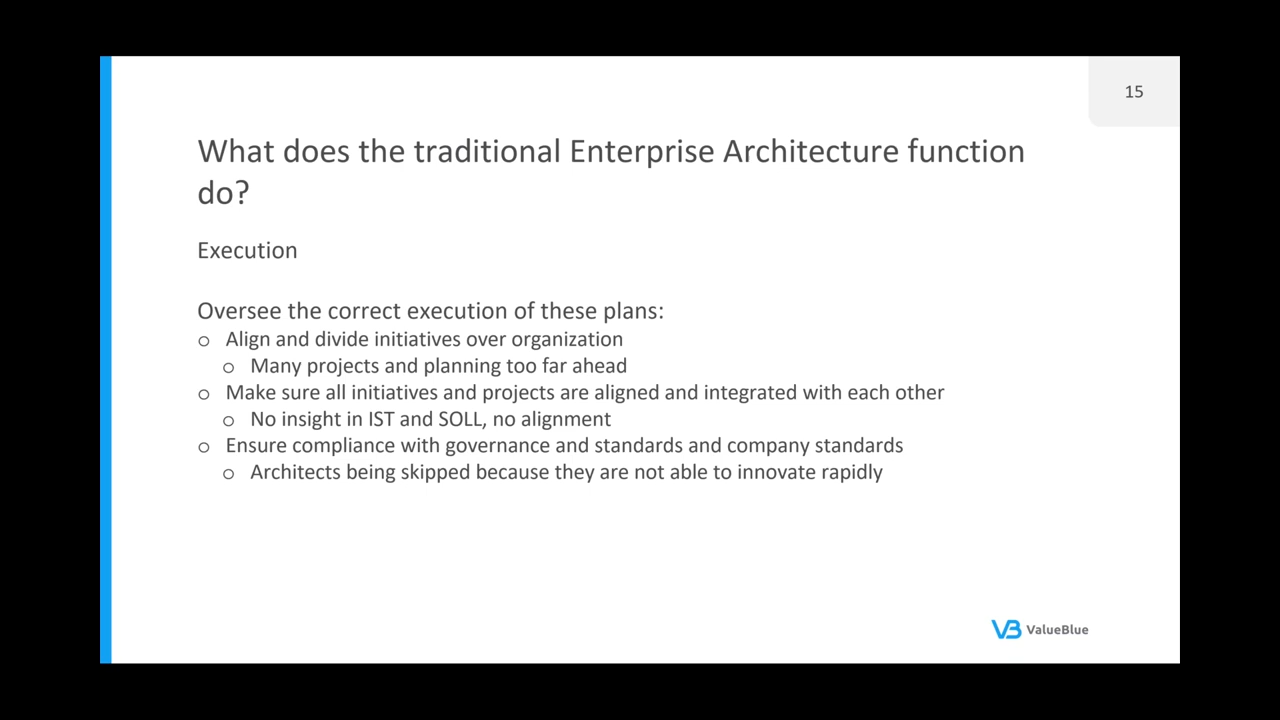 15
What does the traditional Enterprise Architecture function
do?
Execution
Oversee the correct execution of these plans:
o Align and divide initiatives over organization
o Many projects and planning too far ahead
o Make sure all initiatives and projects are aligned and integrated with each other
o No insight in IST and SOLL, no alignment
o Ensure compliance with governance and standards and company standards
o Architects being skipped because they are not able to innovate rapidly
VB ValueBlue